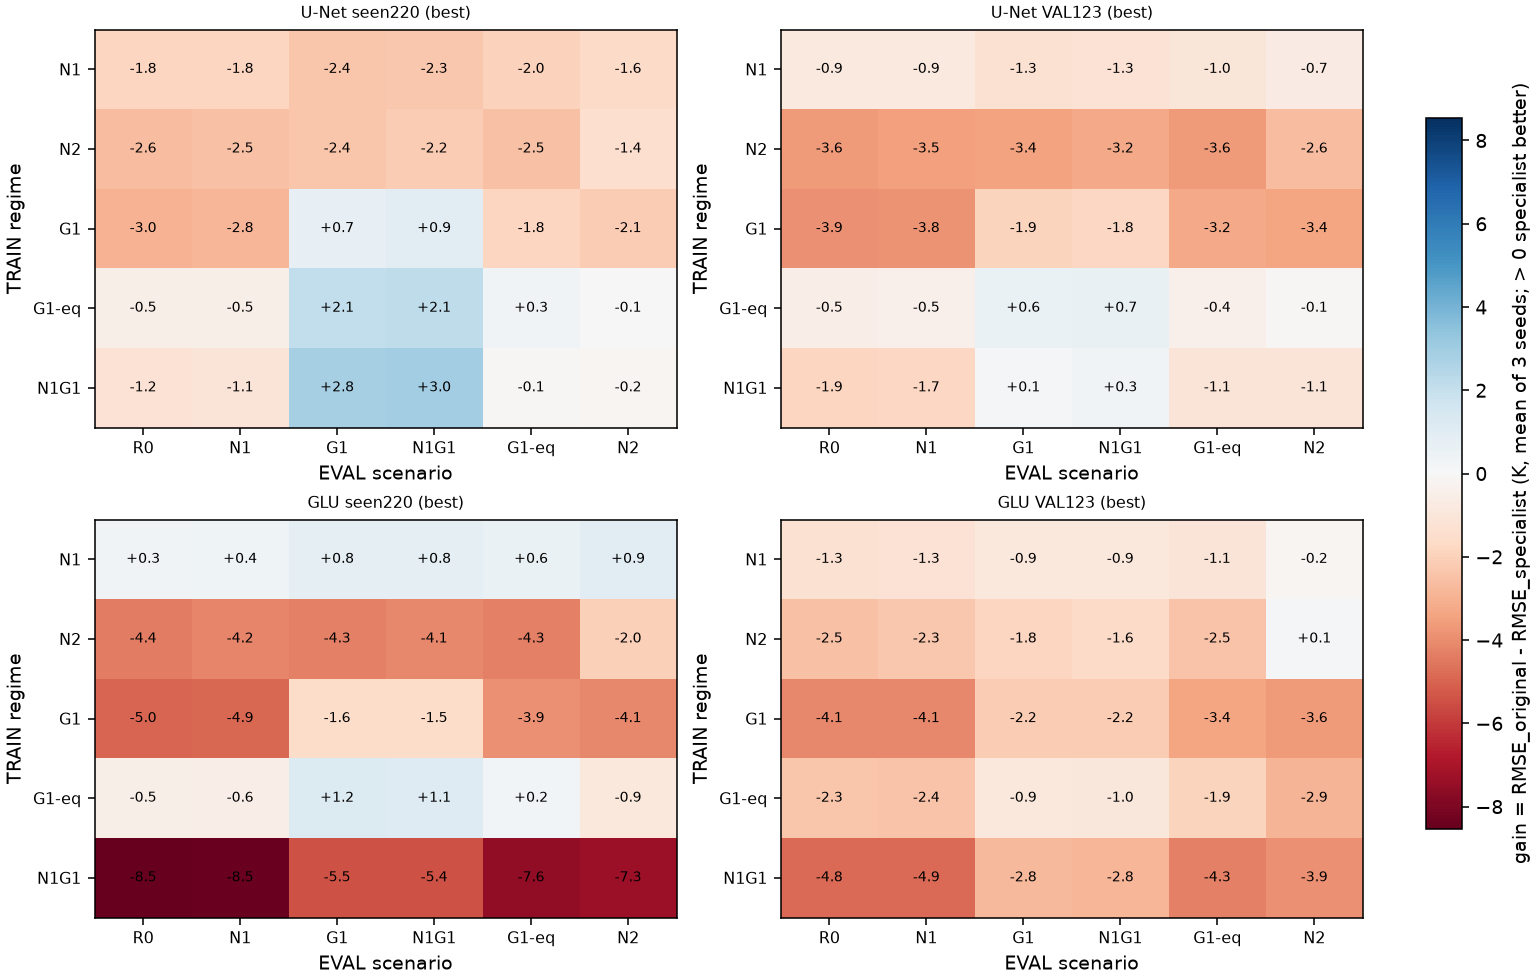 U-Net seen220 (best)
TRAIN regime
N1 -1.8 -1.8 -2.4 -2.3 -2.0 -1.6
N2 -2.6 -2.5 -2.4 -2.2 -2.5 -1.4
G1 -3.0 -2.8 +0.7 +0.9 -1.8 -2.1
G1-eq -0.5 -0.5 +2.1 +2.1 +0.3 -0.1
N1G1 -1.2 -1.1 +2.8 +3.0 -0.1 -0.2
R0 N1 G1 N1G1 G1-eq N2
EVAL scenario
U-Net VAL123 (best)
TRAIN regime
N1 -0.9 -0.9 -1.3 -1.3 -1.0 -0.7
N2 -3.6 -3.5 -3.4 -3.2 -3.6 -2.6
G1 -3.9 -3.8 -1.9 -1.8 -3.2 -3.4
G1-eq -0.5 -0.5 +0.6 +0.7 -0.4 -0.1
N1G1 -1.9 -1.7 +0.1 +0.3 -1.1 -1.1
R0 N1 G1 N1G1 G1-eq N2
EVAL scenario
GLU seen220 (best)
TRAIN regime
N1 +0.3 +0.4 +0.8 +0.8 +0.6 +0.9
N2 -4.4 -4.2 -4.3 -4.1 -4.3 -2.0
G1 -5.0 -4.9 -1.6 -1.5 -3.9 -4.1
G1-eq -0.5 -0.6 +1.2 +1.1 +0.2 -0.9
N1G1 -8.5 -8.5 -5.5 -5.4 -7.6 -7.3
R0 N1 G1 N1G1 G1-eq N2
EVAL scenario
GLU VAL123 (best)
TRAIN regime
N1 -1.3 -1.3 -0.9 -0.9 -1.1 -0.2
N2 -2.5 -2.3 -1.8 -1.6 -2.5 +0.1
G1 -4.1 -4.1 -2.2 -2.2 -3.4 -3.6
G1-eq -2.3 -2.4 -0.9 -1.0 -1.9 -2.9
N1G1 -4.8 -4.9 -2.8 -2.8 -4.3 -3.9
R0 N1 G1 N1G1 G1-eq N2
EVAL scenario
8
6
4
2
0
−2
−4
−6
−8
gain = RMSE_original - RMSE_specialist (K, mean of 3 seeds; > 0 specialist better)